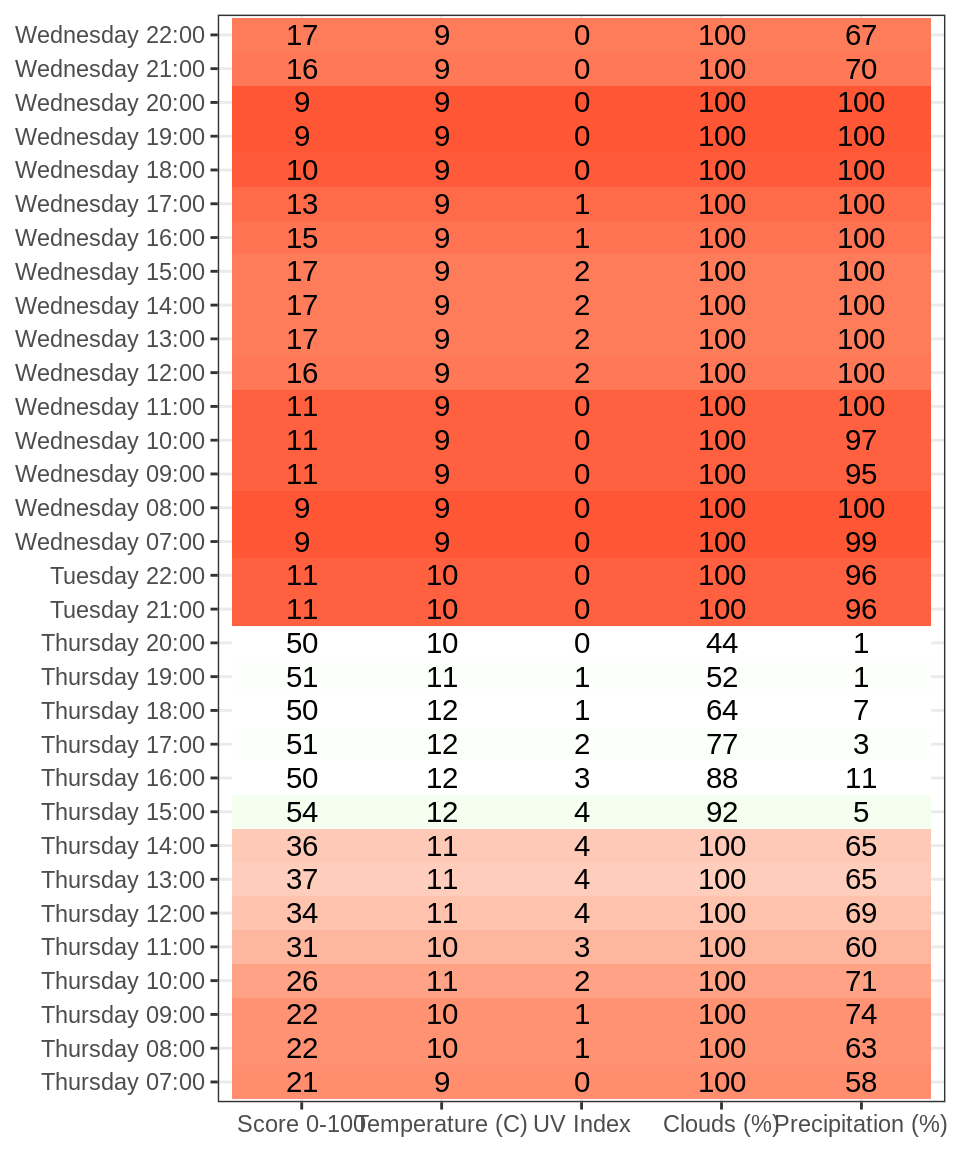 Wednesday 22:00 17 9 0 100 67
Wednesday 21:00 16 9 0 100 70
Wednesday 20:00 9 9 0 100 100
Wednesday 19:00 9 9 0 100 100
Wednesday 18:00 10 9 0 100 100
Wednesday 17:00 13 9 1 100 100
Wednesday 16:00 15 9 1 100 100
Wednesday 15:00 17 9 2 100 100
Wednesday 14:00 17 9 2 100 100
Wednesday 13:00 17 9 2 100 100
Wednesday 12:00 16 9 2 100 100
Wednesday 11:00 11 9 0 100 100
Wednesday 10:00 11 9 0 100 97
Wednesday 09:00 11 9 0 100 95
Wednesday 08:00 9 9 0 100 100
Wednesday 07:00 9 9 0 100 99
Tuesday 22:00 11 10 0 100 96
Tuesday 21:00 11 10 0 100 96
Thursday 20:00 50 10 0 44 1
Thursday 19:00 51 11 1 52 1
Thursday 18:00 50 12 1 64 7
Thursday 17:00 51 12 2 77 3
Thursday 16:00 50 12 3 88 11
Thursday 15:00 54 12 4 92 5
Thursday 14:00 36 11 4 100 65
Thursday 13:00 37 11 4 100 65
Thursday 12:00 34 11 4 100 69
Thursday 11:00 31 10 3 100 60
Thursday 10:00 26 11 2 100 71
Thursday 09:00 22 10 1 100 74
Thursday 08:00 22 10 1 100 63
Thursday 07:00 21 9 0 100 58
Score 0-100 Temperature (C) UV Index Clouds (%) Precipitation (%)